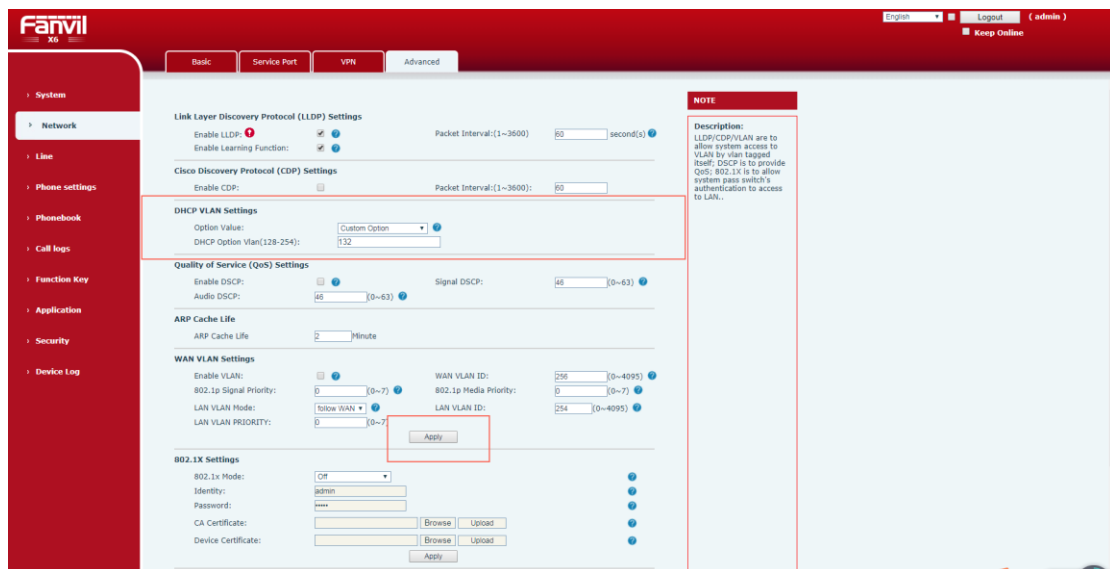 Fanvil
X6
English
Logout ( admin )
Keep Online
Basic Service Port VPN Advanced
› System
› Network
› Line
› Phone settings
› Phonebook
› Call logs
› Function Key
› Application
› Security
› Device Log
Link Layer Discovery Protocol (LLDP) Settings
Enable LLDP: Packet Interval:(1~3600) 60 second(s)
Enable Learning Function:
Cisco Discovery Protocol (CDP) Settings
Enable CDP: Packet Interval:(1~3600): 60
DHCP VLAN Settings
Option Value: Custom Option
DHCP Option Vlan(128-254): 132
Quality of Service (QoS) Settings
Enable DSCP: Signal DSCP: 46 (0~63)
Audio DSCP: 46 (0~63)
ARP Cache Life
ARP Cache Life 2 Minute
WAN VLAN Settings
Enable VLAN: WAN VLAN ID: 256 (0~4095)
802.1p Signal Priority: 0 (0~7) 802.1p Media Priority: 0 (0~7)
LAN VLAN Mode: follow WAN LAN VLAN ID: 254 (0~4095)
LAN VLAN PRIORITY: 0 (0~7)
Apply
802.1X Settings
802.1x Mode: Off
Identity: admin
Password: •••••
CA Certificate: Browse Upload
Device Certificate: Browse Upload
Apply
NOTE
Description:
LLDP/CDP/VLAN are to
allow system access to
VLAN by vlan tagged
itself; DSCP is to provide
QoS; 802.1X is to allow
system pass switch's
authentication to access
to LAN..